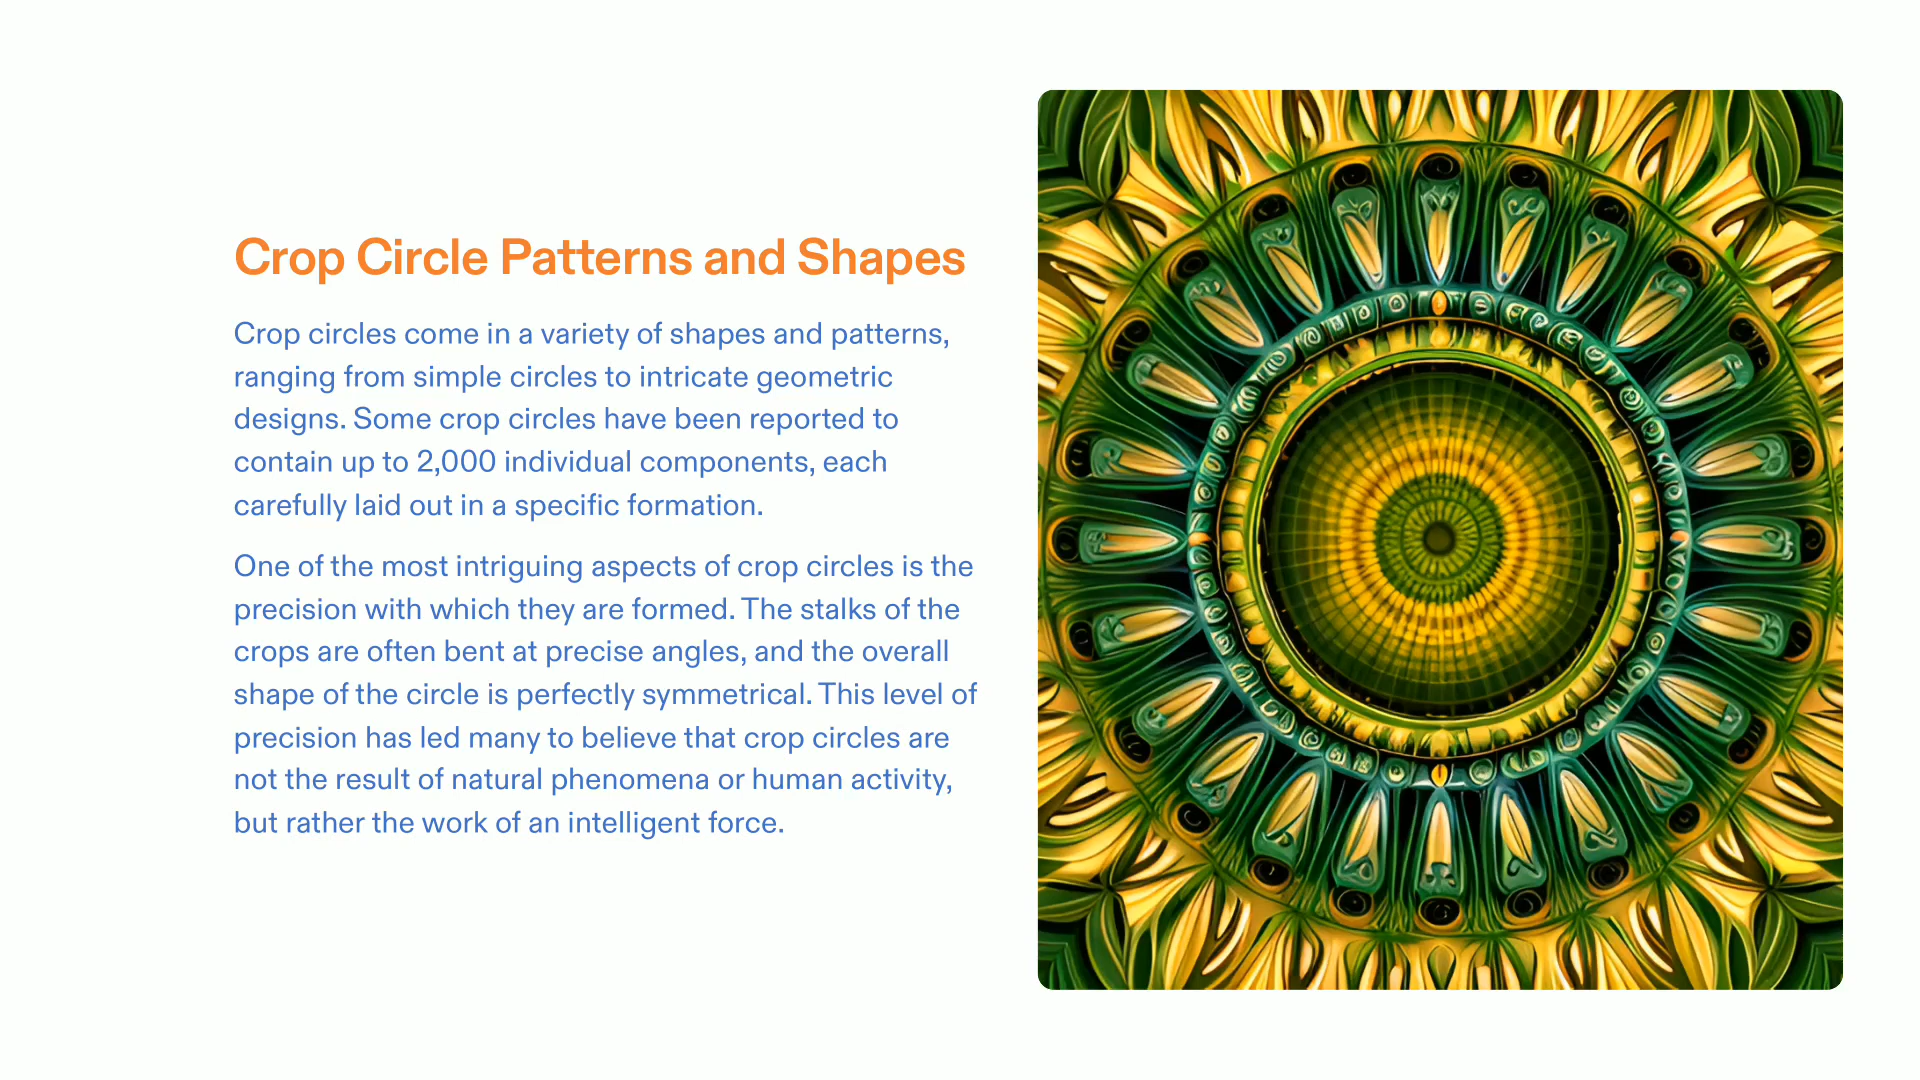 Crop Circle Patterns and Shapes
Crop circles come in a variety of shapes and patterns,
ranging from simple circles to intricate geometric
designs. Some crop circles have been reported to
contain up to 2,000 individual components, each
carefully laid out in a specific formation.
One of the most intriguing aspects of crop circles is the
precision with which they are formed. The stalks of the
crops are often bent at precise angles, and the overall
shape of the circle is perfectly symmetrical. This level of
precision has led many to believe that crop circles are
not the result of natural phenomena or human activity,
but rather the work of an intelligent force.